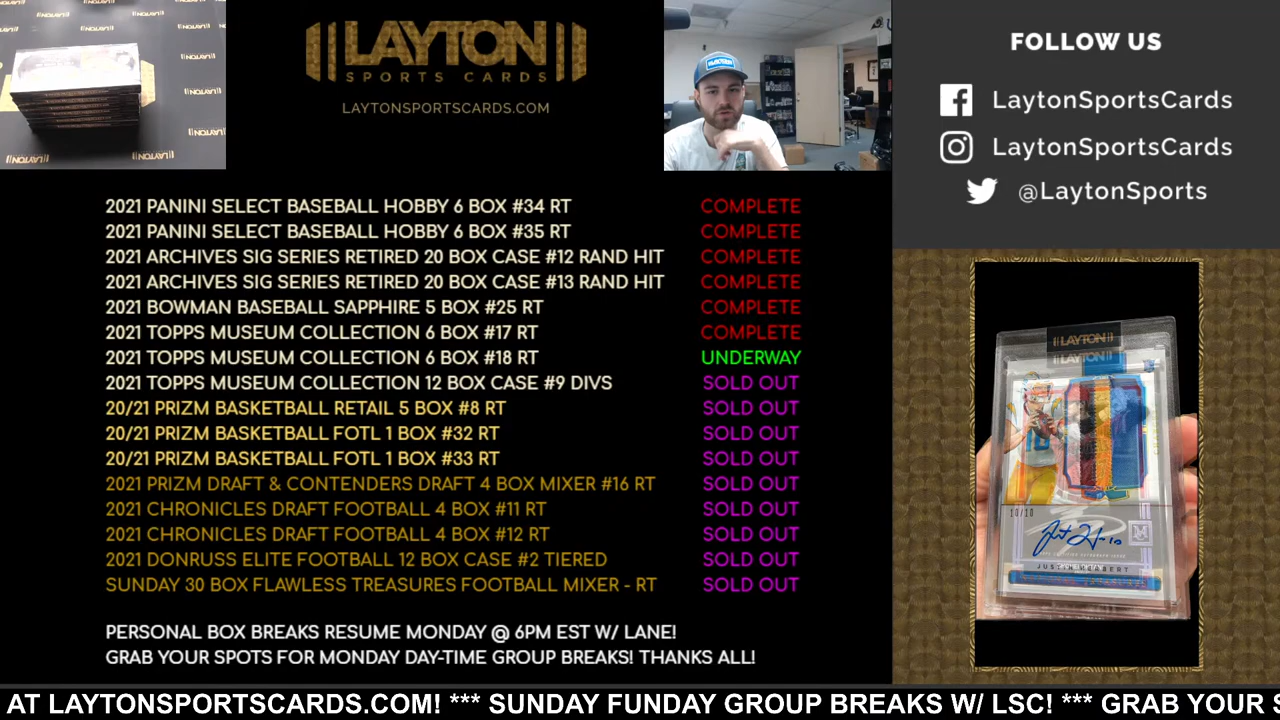 LAYTON
SPORTS CARDS
LAYTONSPORTSCARDS.COM
FOLLOW US
LaytonSportsCards
LaytonSportsCards
@LaytonSports
2021 PANINI SELECT BASEBALL HOBBY 6 BOX #34 RT COMPLETE
2021 PANINI SELECT BASEBALL HOBBY 6 BOX #35 RT COMPLETE
2021 ARCHIVES SIG SERIES RETIRED 20 BOX CASE #12 RAND HIT COMPLETE
2021 ARCHIVES SIG SERIES RETIRED 20 BOX CASE #13 RAND HIT COMPLETE
2021 BOWMAN BASEBALL SAPPHIRE 5 BOX #25 RT COMPLETE
2021 TOPPS MUSEUM COLLECTION 6 BOX #17 RT COMPLETE
2021 TOPPS MUSEUM COLLECTION 6 BOX #18 RT UNDERWAY
2021 TOPPS MUSEUM COLLECTION 12 BOX CASE #9 DIVS SOLD OUT
20/21 PRIZM BASKETBALL RETAIL 5 BOX #8 RT SOLD OUT
20/21 PRIZM BASKETBALL FOTL 1 BOX #32 RT SOLD OUT
20/21 PRIZM BASKETBALL FOTL 1 BOX #33 RT SOLD OUT
2021 PRIZM DRAFT & CONTENDERS DRAFT 4 BOX MIXER #16 RT SOLD OUT
2021 CHRONICLES DRAFT FOOTBALL 4 BOX #11 RT SOLD OUT
2021 CHRONICLES DRAFT FOOTBALL 4 BOX #12 RT SOLD OUT
2021 DONRUSS ELITE FOOTBALL 12 BOX CASE #2 TIERED SOLD OUT
SUNDAY 30 BOX FLAWLESS TREASURES FOOTBALL MIXER - RT SOLD OUT
PERSONAL BOX BREAKS RESUME MONDAY @ 6PM EST W/ LANE!
GRAB YOUR SPOTS FOR MONDAY DAY-TIME GROUP BREAKS! THANKS ALL!
LAYTON
LAYTON
10/10
JUSTIN HERBERT
AT LAYTONSPORTSCARDS.COM! *** SUNDAY FUNDAY GROUP BREAKS W/ LSC! *** GRAB YOUR